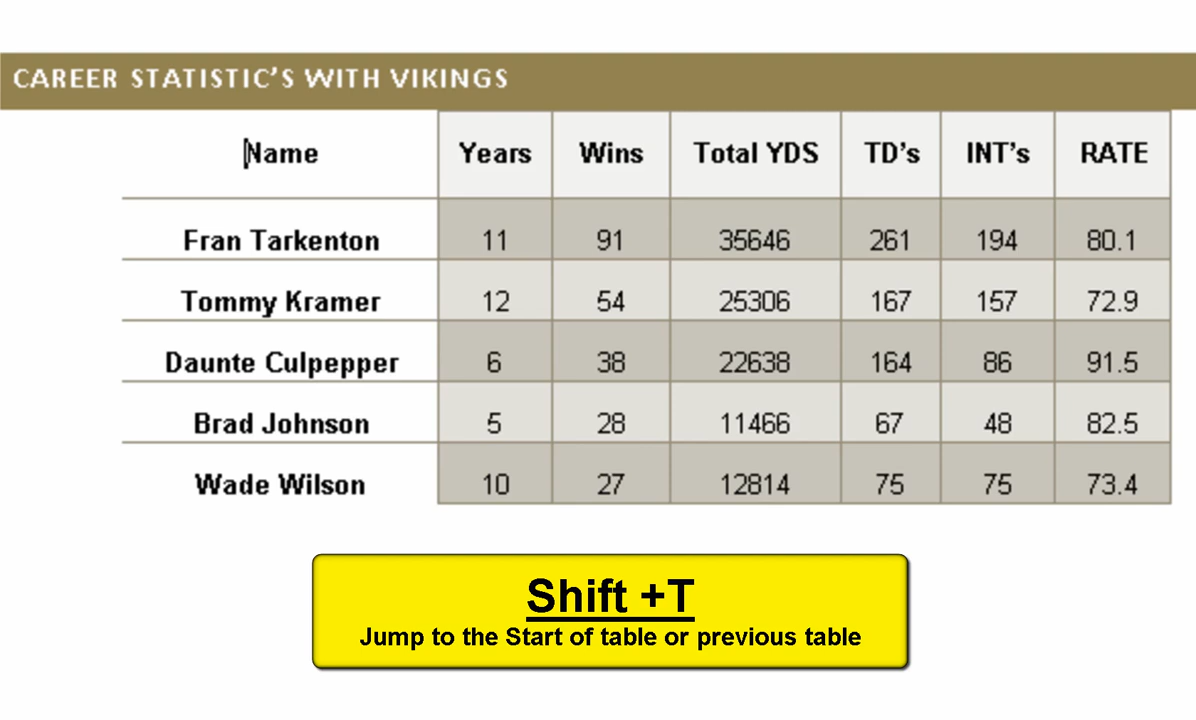 CAREER STATISTIC'S WITH VIKINGS
Name Years Wins Total YDS TD's INT's RATE
Fran Tarkenton 11 91 35646 261 194 80.1
Tommy Kramer 12 54 25306 167 157 72.9
Daunte Culpepper 6 38 22638 164 86 91.5
Brad Johnson 5 28 11466 67 48 82.5
Wade Wilson 10 27 12814 75 75 73.4
Shift +T
Jump to the Start of table or previous table